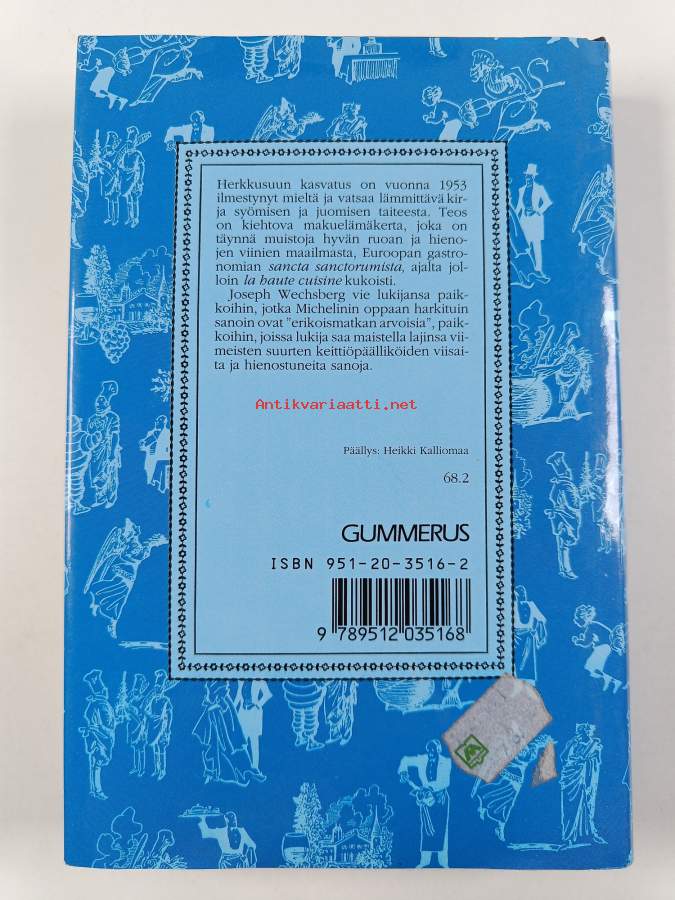 Herkkusuun kasvatus on vuonna 1953
ilmestynyt mieltä ja vatsaa lämmittävä kir-
ja syömisen ja juomisen taiteesta. Teos
on kiehtova makuelämäkerta, joka on
täynnä muistoja hyvän ruoan ja hieno-
jen viinien maailmasta, Euroopan gastro-
nomian sancta sanctorumista, ajalta jol-
loin la haute cuisine kukoisti.
Joseph Wechsberg vie lukijansa paik-
koihin, jotka Michelinin oppaan harkituin
sanoin ovat "erikoismatkan arvoisia", paik-
koihin, joissa lukija saa maistella lajinsa vii-
meisten suurten keittiöpäälliköiden viisai-
ta ja hienostuneita sanoja.
Antikvariaatti.net
Päällys: Heikki Kalliomaa
68.2
GUMMERUS
ISBN 951-20-3516-2
9 789512 035168